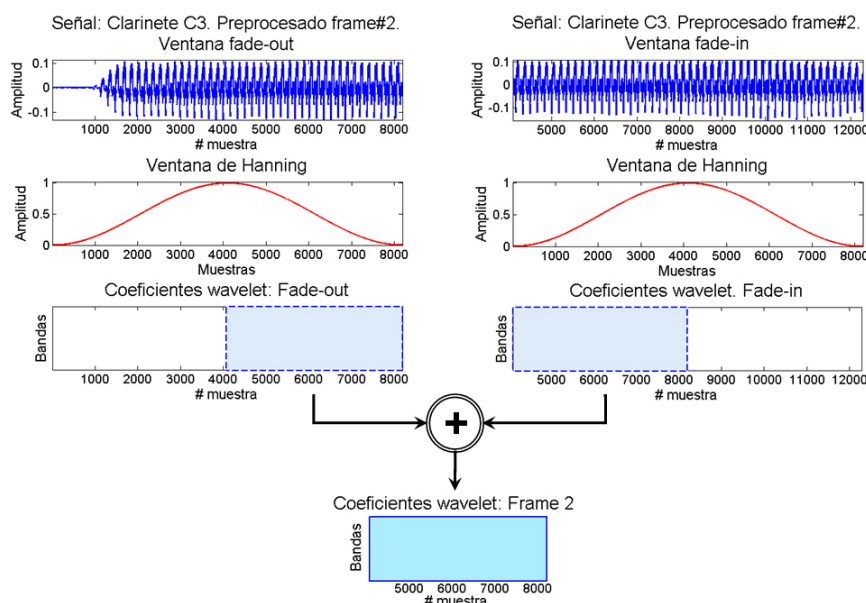 Señal: Clarinete C3. Preprocesado frame#2.
Ventana fade-out
Amplitud
0.1
0
-0.1
1000 2000 3000 4000 5000 6000 7000 8000
# muestra
Ventana de Hanning
Amplitud
1
0.5
0
1000 2000 3000 4000 5000 6000 7000 8000
Muestras
Coeficientes wavelet: Fade-out
Bandas
1000 2000 3000 4000 5000 6000 7000 8000
# muestra
Señal: Clarinete C3. Preprocesado frame#2.
Ventana fade-in
Amplitud
0.1
0
-0.1
5000 6000 7000 8000 9000 10000 11000 12000
# muestra
Ventana de Hanning
Amplitud
1
0.5
0
1000 2000 3000 4000 5000 6000 7000 8000
Muestras
Coeficientes wavelet. Fade-in
Bandas
5000 6000 7000 8000 9000 10000 11000 12000
# muestra
+
Coeficientes wavelet: Frame 2
Bandas
5000 6000 7000 8000
# muestra